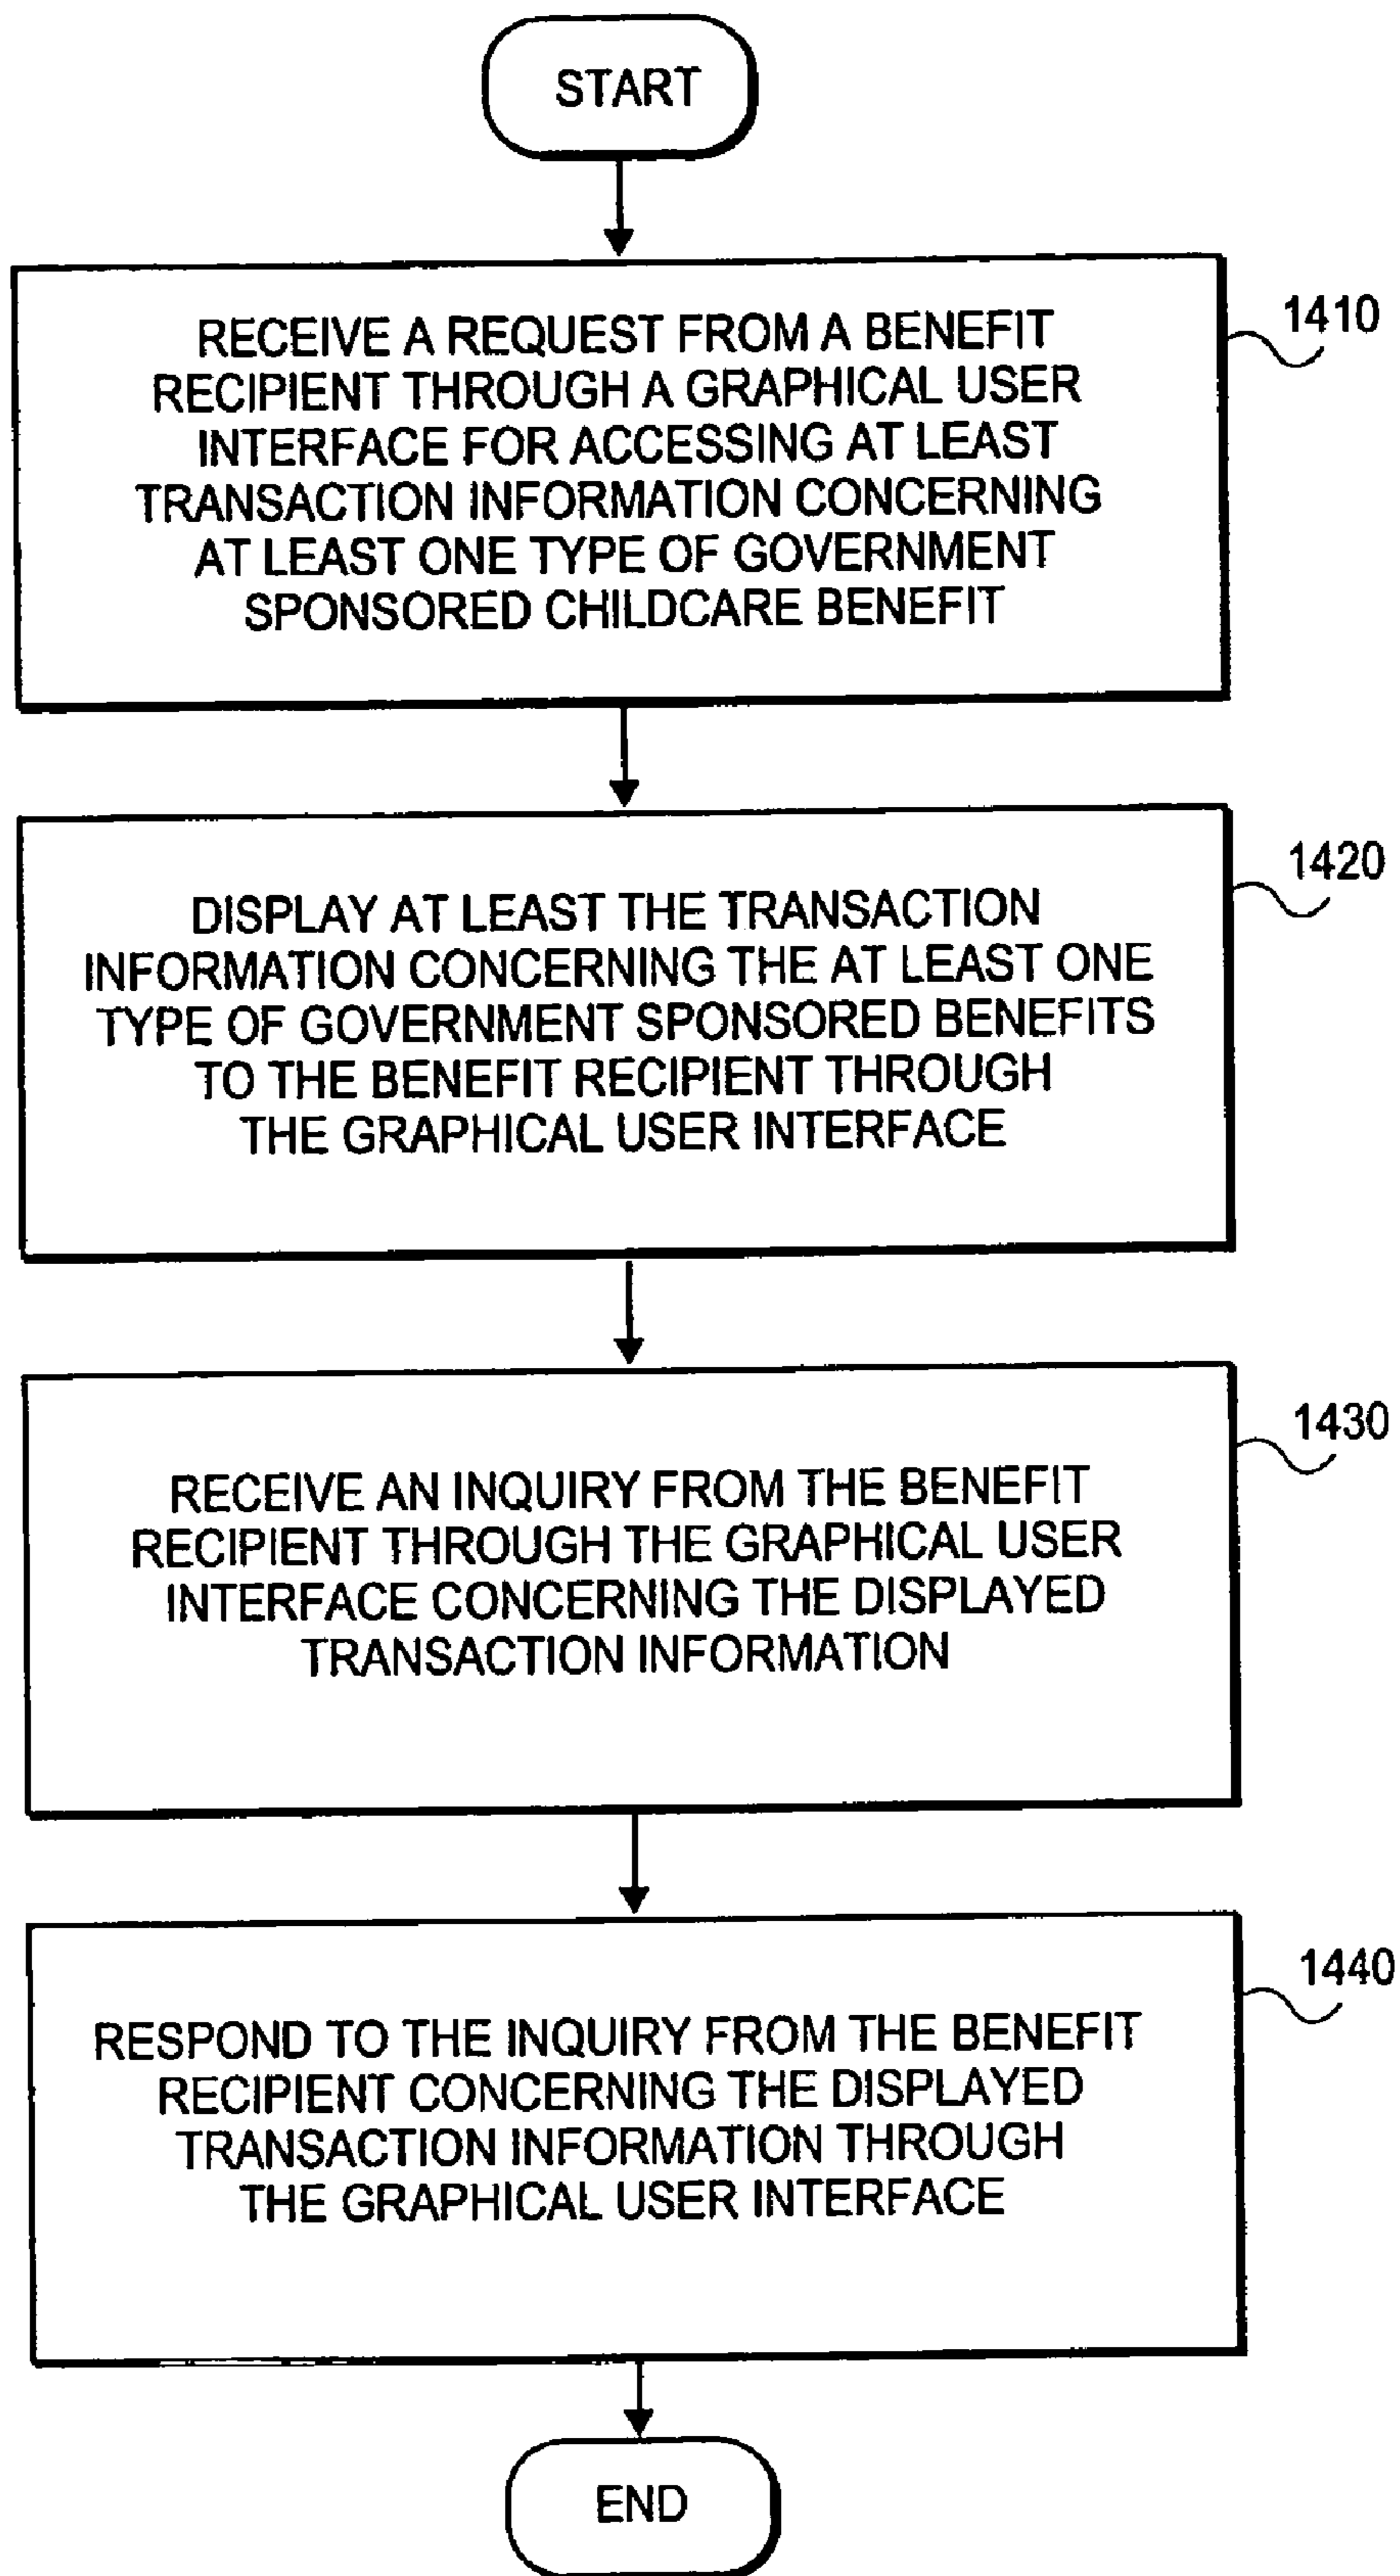 START
RECEIVE A REQUEST FROM A BENEFIT
RECIPIENT THROUGH A GRAPHICAL USER
INTERFACE FOR ACCESSING AT LEAST
TRANSACTION INFORMATION CONCERNING
AT LEAST ONE TYPE OF GOVERNMENT
SPONSORED CHILDCARE BENEFIT
1410
DISPLAY AT LEAST THE TRANSACTION
INFORMATION CONCERNING THE AT LEAST ONE
TYPE OF GOVERNMENT SPONSORED BENEFITS
TO THE BENEFIT RECIPIENT THROUGH
THE GRAPHICAL USER INTERFACE
1420
RECEIVE AN INQUIRY FROM THE BENEFIT
RECIPIENT THROUGH THE GRAPHICAL USER
INTERFACE CONCERNING THE DISPLAYED
TRANSACTION INFORMATION
1430
RESPOND TO THE INQUIRY FROM THE BENEFIT
RECIPIENT CONCERNING THE DISPLAYED
TRANSACTION INFORMATION THROUGH
THE GRAPHICAL USER INTERFACE
1440
END